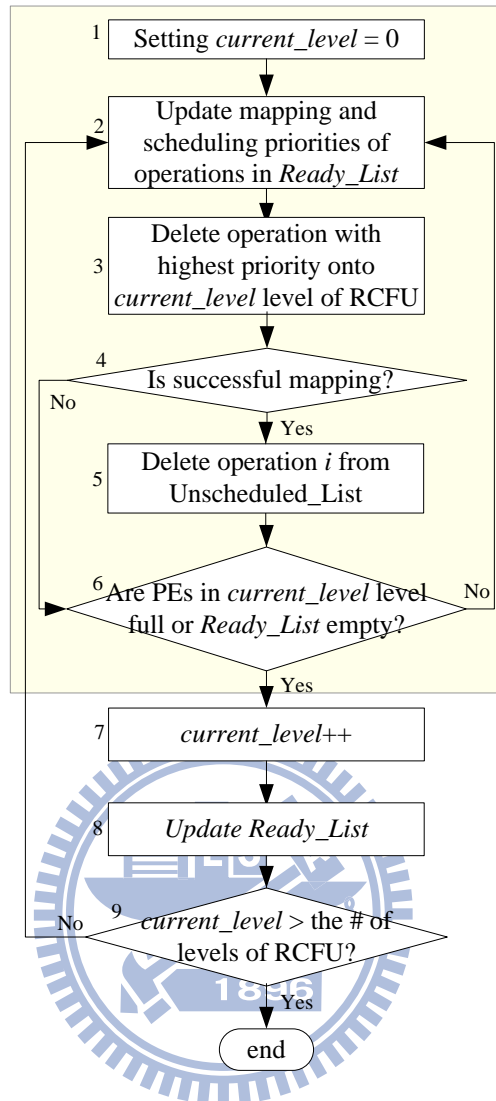 1
Setting current_level = 0
2
Update mapping and
scheduling priorities of
operations in Ready_List
3
Delete operation with
highest priority onto
current_level level of RCFU
4
Is successful mapping?
No
Yes
5
Delete operation i from
Unscheduled_List
6
Are PEs in current_level level
full or Ready_List empty?
No
Yes
7
current_level++
8
Update Ready_List
9
current_level > the # of
levels of RCFU?
No
1896
Yes
end